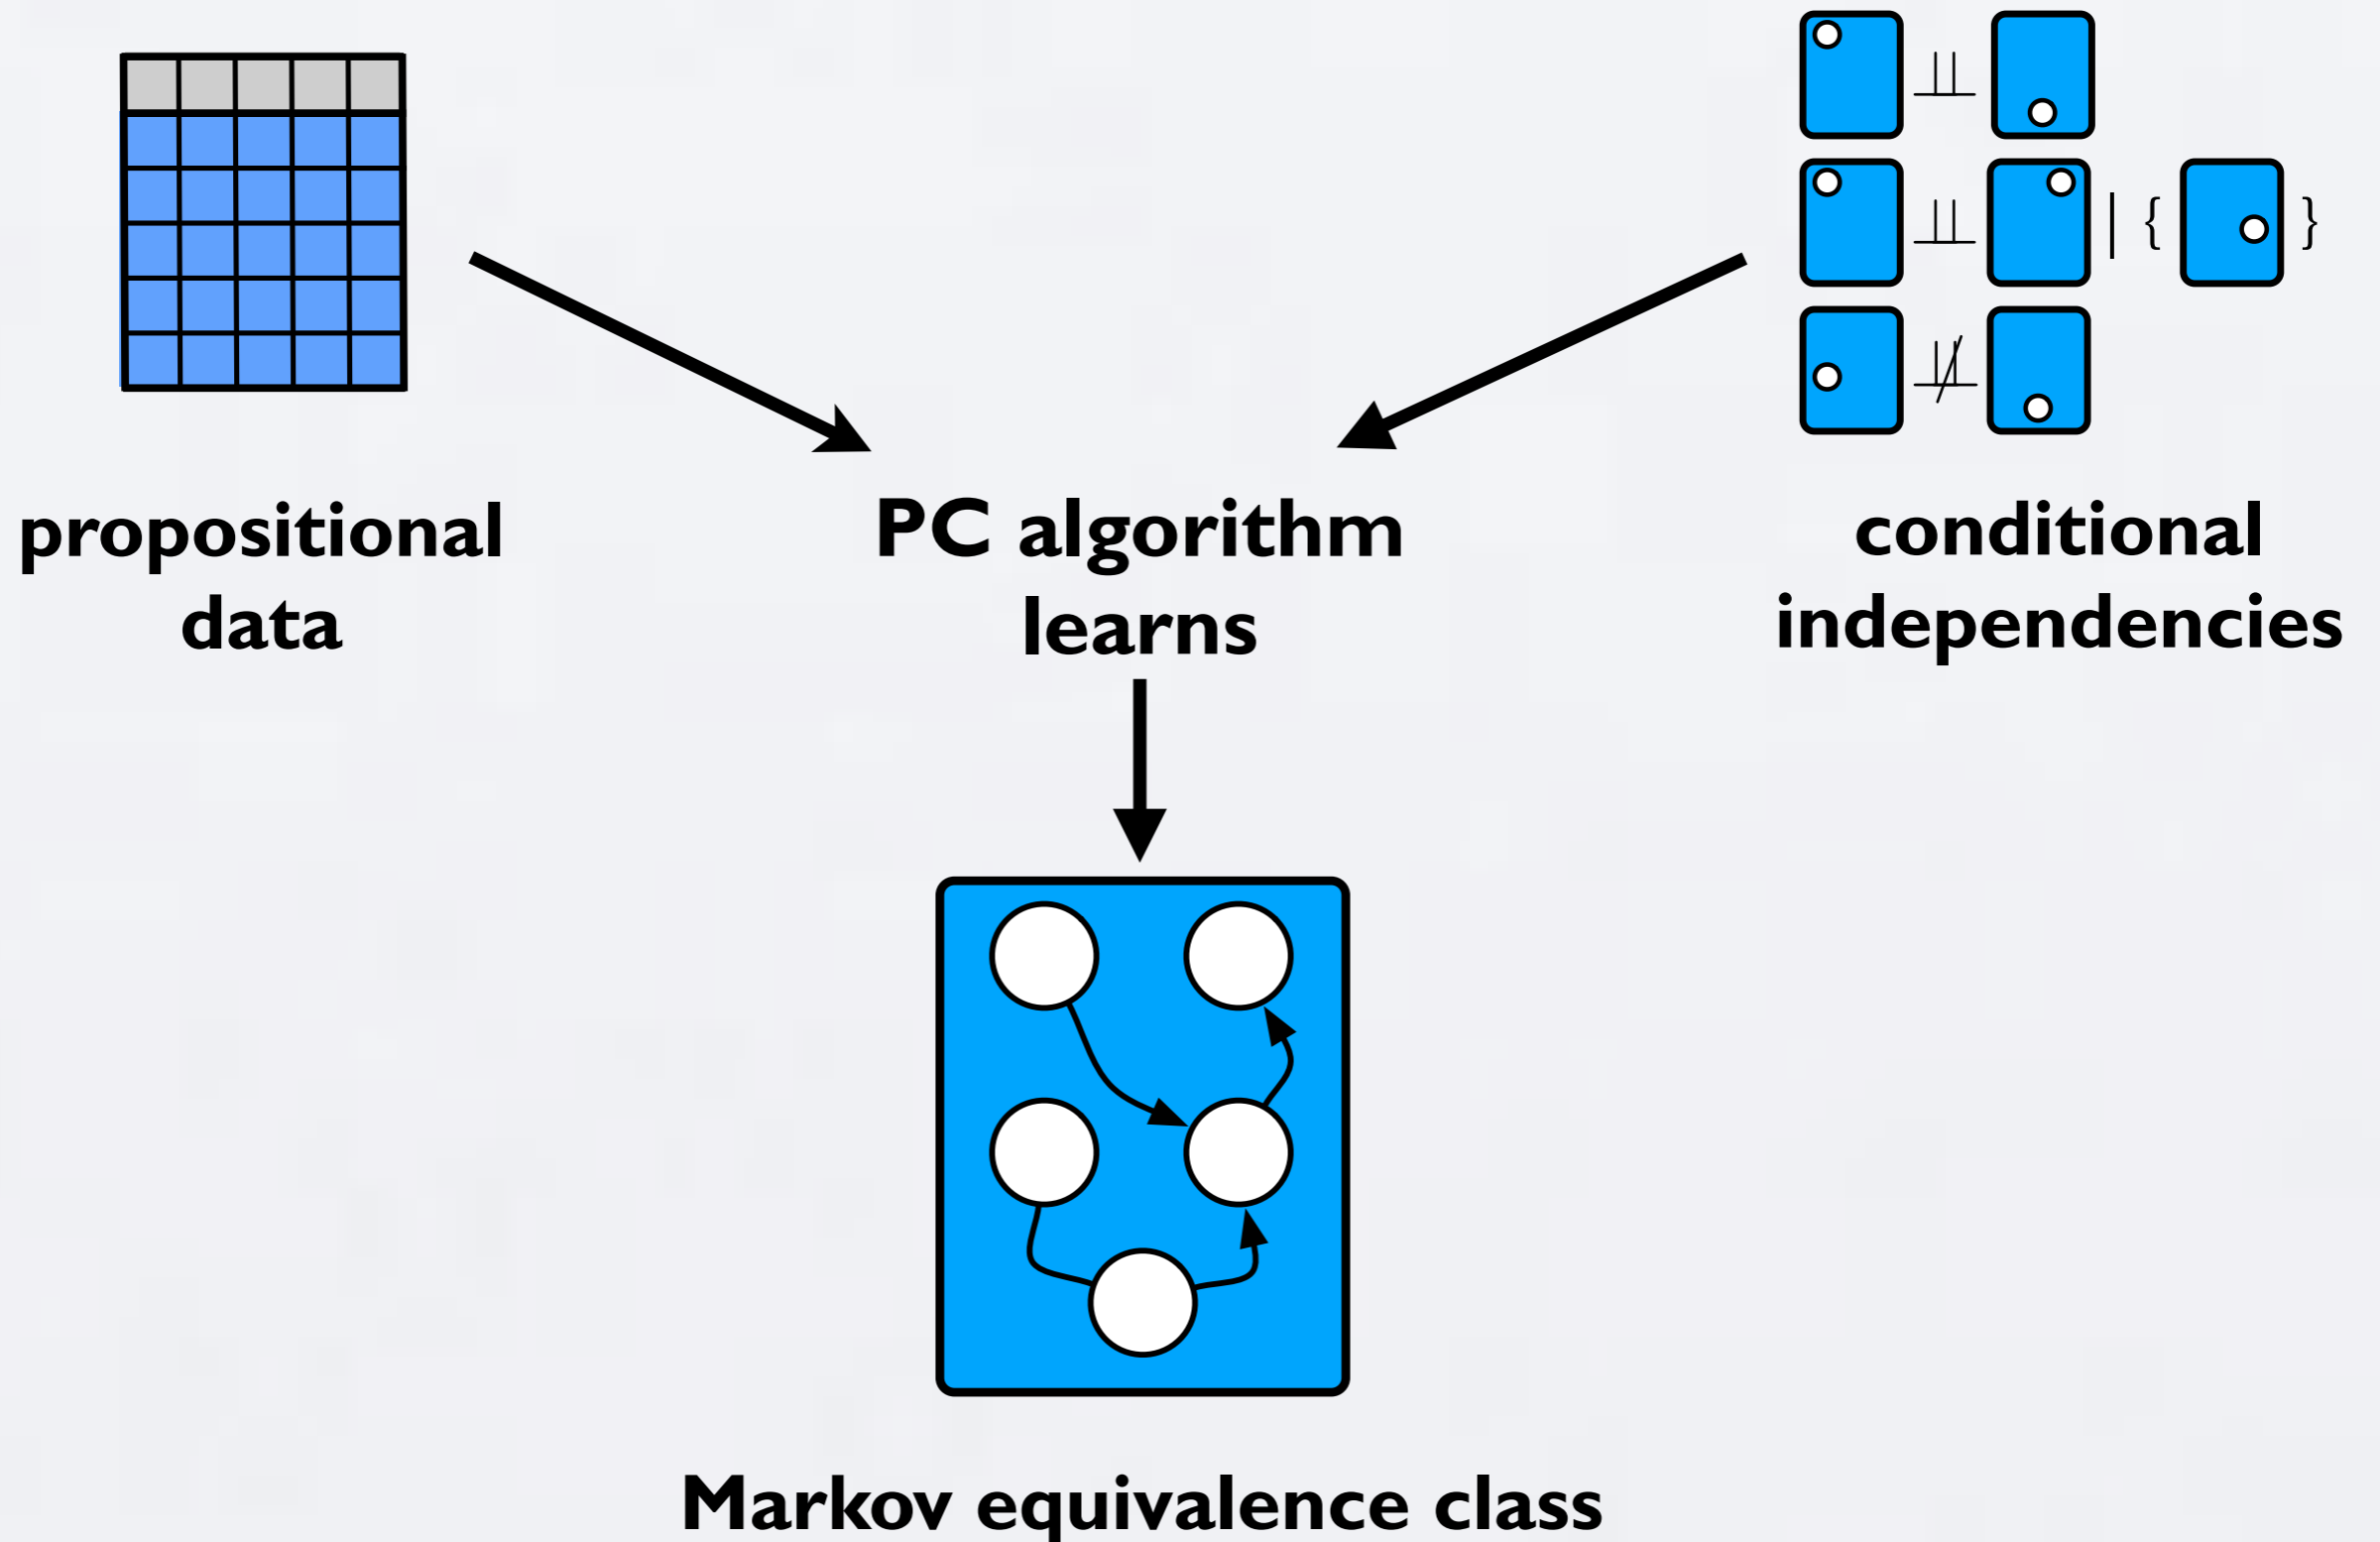 ⫫
⫫ | { }
⫫̸
propositional
data
PC algorithm
learns
conditional
independencies
Markov equivalence class